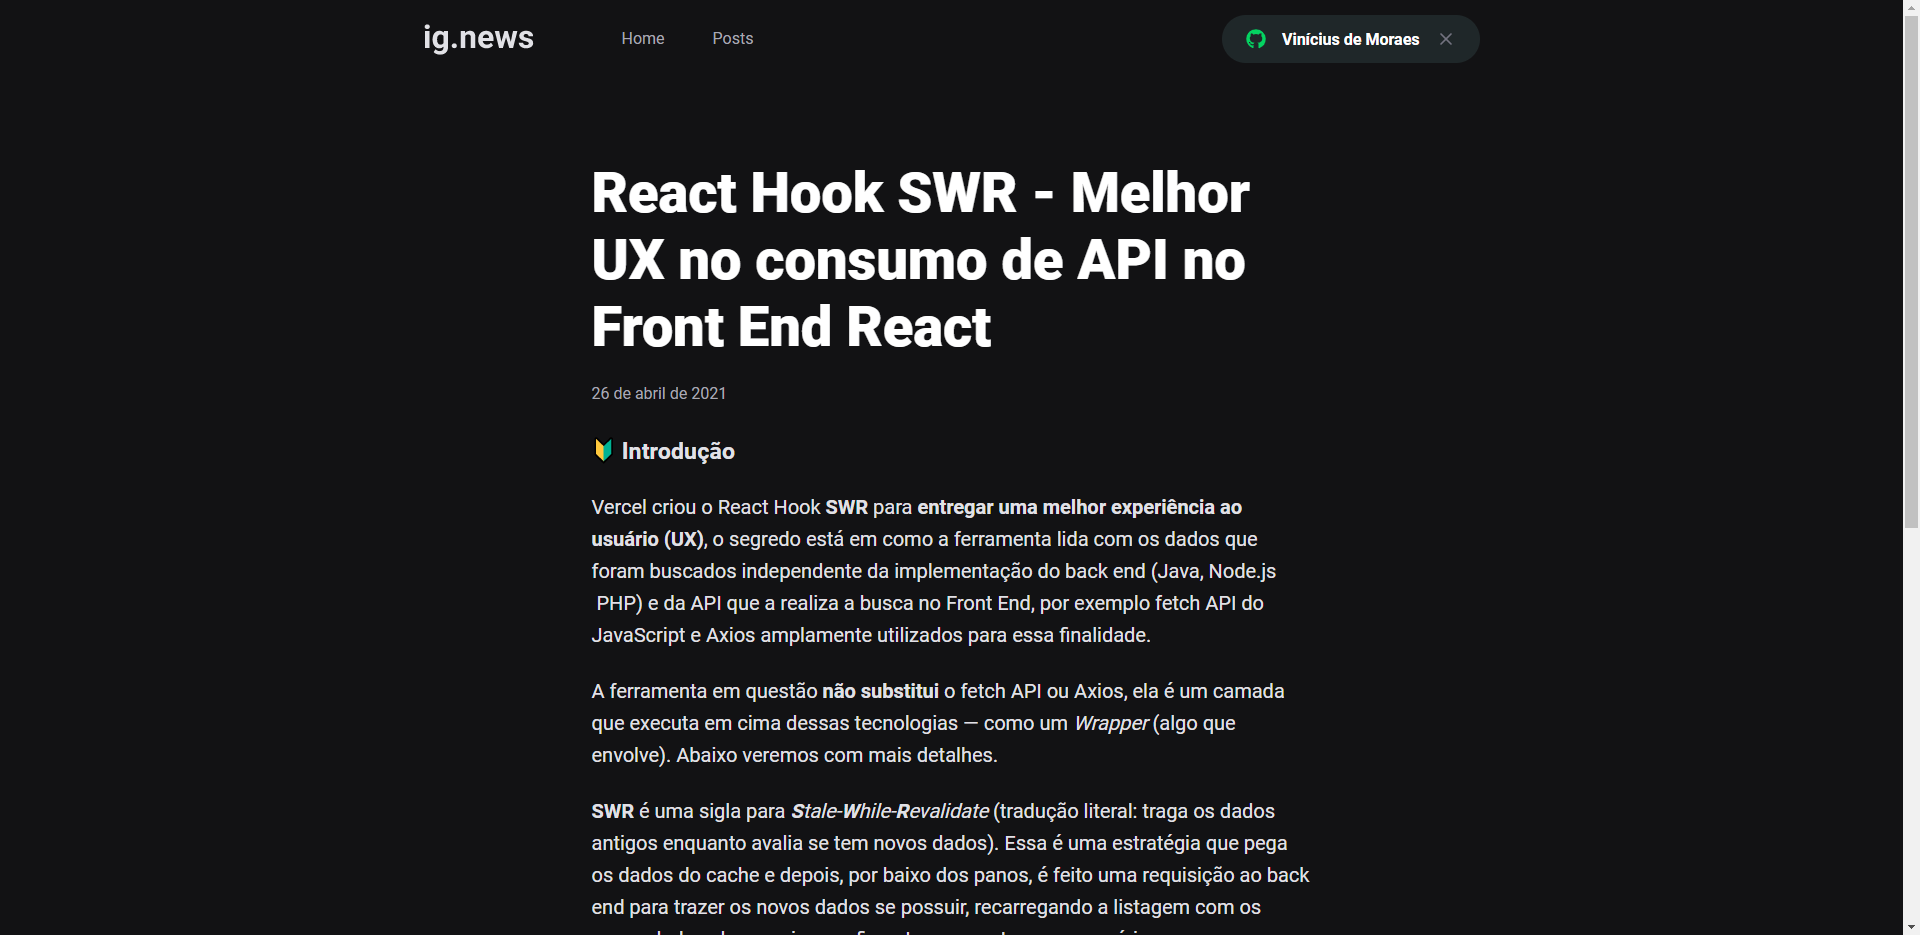 ig.news
Home
Posts
Vinícius de Moraes
React Hook SWR - Melhor
UX no consumo de API no
Front End React
26 de abril de 2021
Introdução
Vercel criou o React Hook SWR para entregar uma melhor experiência ao
usuário (UX), o segredo está em como a ferramenta lida com os dados que
foram buscados independente da implementação do back end (Java, Node.js
PHP) e da API que a realiza a busca no Front End, por exemplo fetch API do
JavaScript e Axios amplamente utilizados para essa finalidade.
A ferramenta em questão não substitui o fetch API ou Axios, ela é um camada
que executa em cima dessas tecnologias — como um Wrapper (algo que
envolve). Abaixo veremos com mais detalhes.
SWR é uma sigla para Stale-While-Revalidate (tradução literal: traga os dados
antigos enquanto avalia se tem novos dados). Essa é uma estratégia que pega
os dados do cache e depois, por baixo dos panos, é feito uma requisição ao back
end para trazer os novos dados se possuir, recarregando a listagem com os